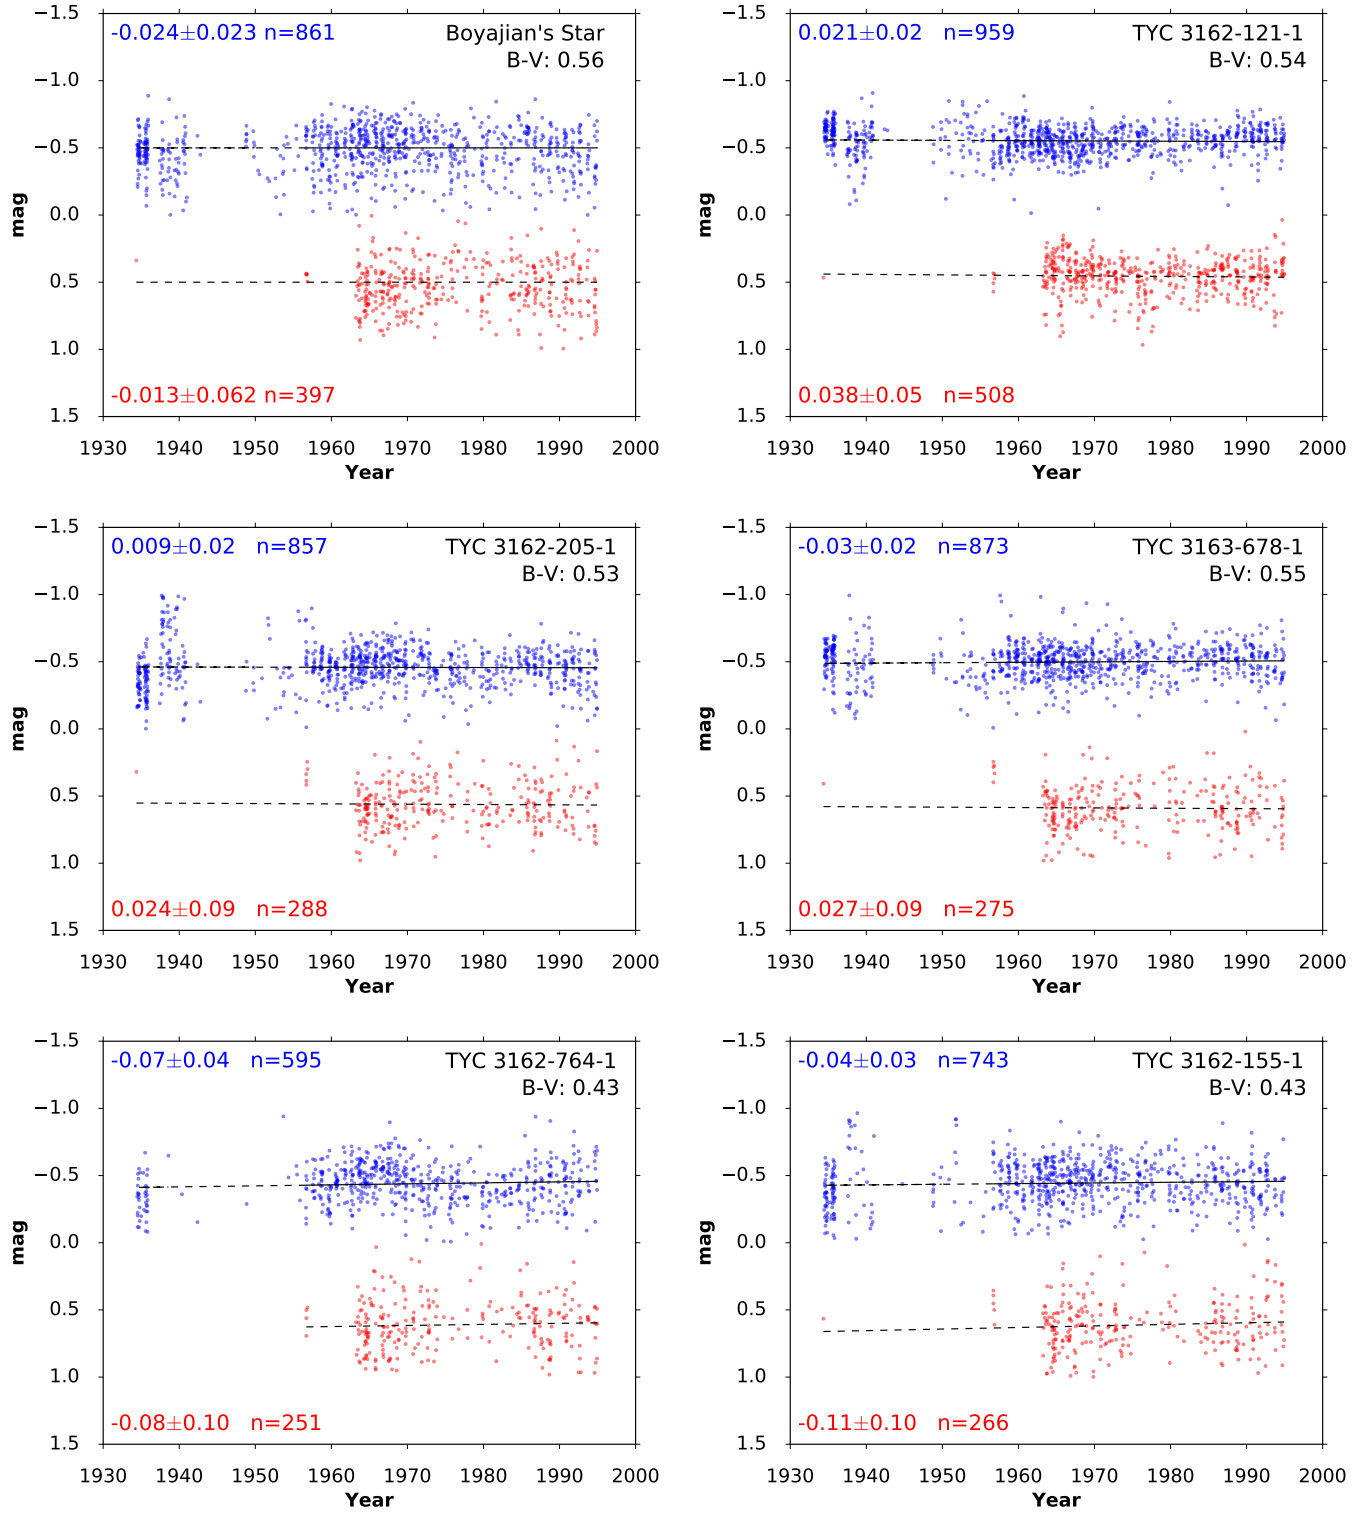 -0.024±0.023 n=861 Boyajian's Star
B-V: 0.56
−1.0
−0.5
0.0
0.5
1.0
1.5
mag
-0.013±0.062 n=397
1930 1940 1950 1960 1970 1980 1990 2000
Year
0.021±0.02 n=959 TYC 3162-121-1
B-V: 0.54
−1.0
−0.5
0.0
0.5
1.0
1.5
mag
0.038±0.05 n=508
1930 1940 1950 1960 1970 1980 1990 2000
Year
−1.5
0.009±0.02 n=857 TYC 3162-205-1
B-V: 0.53
−1.0
−0.5
0.0
0.5
1.0
1.5
mag
0.024±0.09 n=288
1930 1940 1950 1960 1970 1980 1990 2000
Year
−1.5
-0.03±0.02 n=873 TYC 3163-678-1
B-V: 0.55
−1.0
−0.5
0.0
0.5
1.0
1.5
mag
0.027±0.09 n=275
1930 1940 1950 1960 1970 1980 1990 2000
Year
−1.5
-0.07±0.04 n=595 TYC 3162-764-1
B-V: 0.43
−1.0
−0.5
0.0
0.5
1.0
1.5
mag
-0.08±0.10 n=251
1930 1940 1950 1960 1970 1980 1990 2000
Year
−1.5
-0.04±0.03 n=743 TYC 3162-155-1
B-V: 0.43
−1.0
−0.5
0.0
0.5
1.0
1.5
mag
-0.11±0.10 n=266
1930 1940 1950 1960 1970 1980 1990 2000
Year